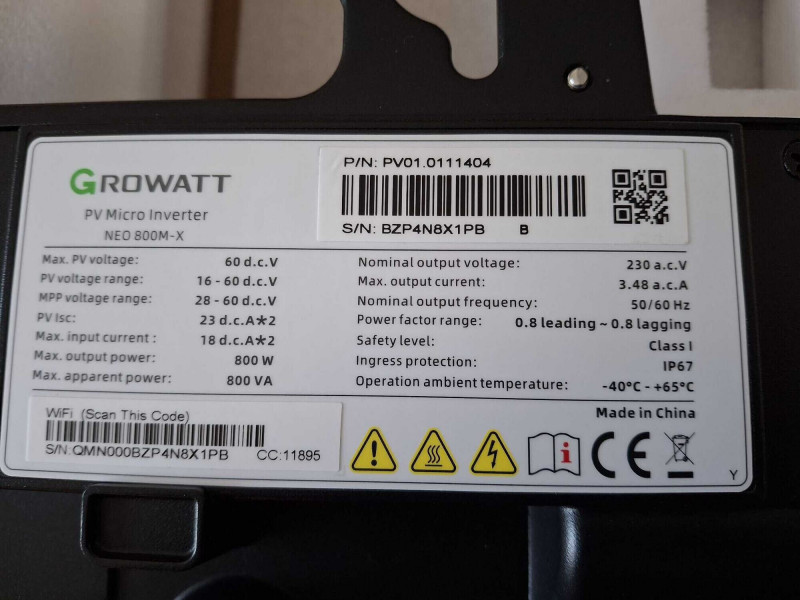 GROWATT
PV Micro Inverter
NEO 800M-X
P/N: PV01.0111404
S/N: BZP4N8X1PB B
Max. PV voltage: 60 d.c.V
PV voltage range: 16 - 60 d.c.V
MPP voltage range: 28 - 60 d.c.V
PV Isc: 23 d.c.A*2
Max. input current : 18 d.c.A*2
Max. output power: 800 W
Max. apparent power: 800 VA
Nominal output voltage: 230 a.c.V
Max. output current: 3.48 a.c.A
Nominal output frequency: 50/60 Hz
Power factor range: 0.8 leading ~ 0.8 lagging
Safety level: Class I
Ingress protection: IP67
Operation ambient temperature: -40°C - +65°C
Made in China
WiFi (Scan This Code)
S/N:QMN000BZP4N8X1PB CC:11895
CE
Y